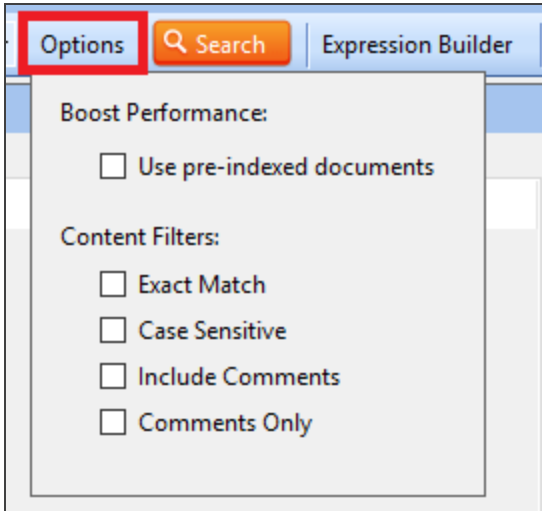 Options Search Expression Builder
Boost Performance:
Use pre-indexed documents
Content Filters:
Exact Match
Case Sensitive
Include Comments
Comments Only